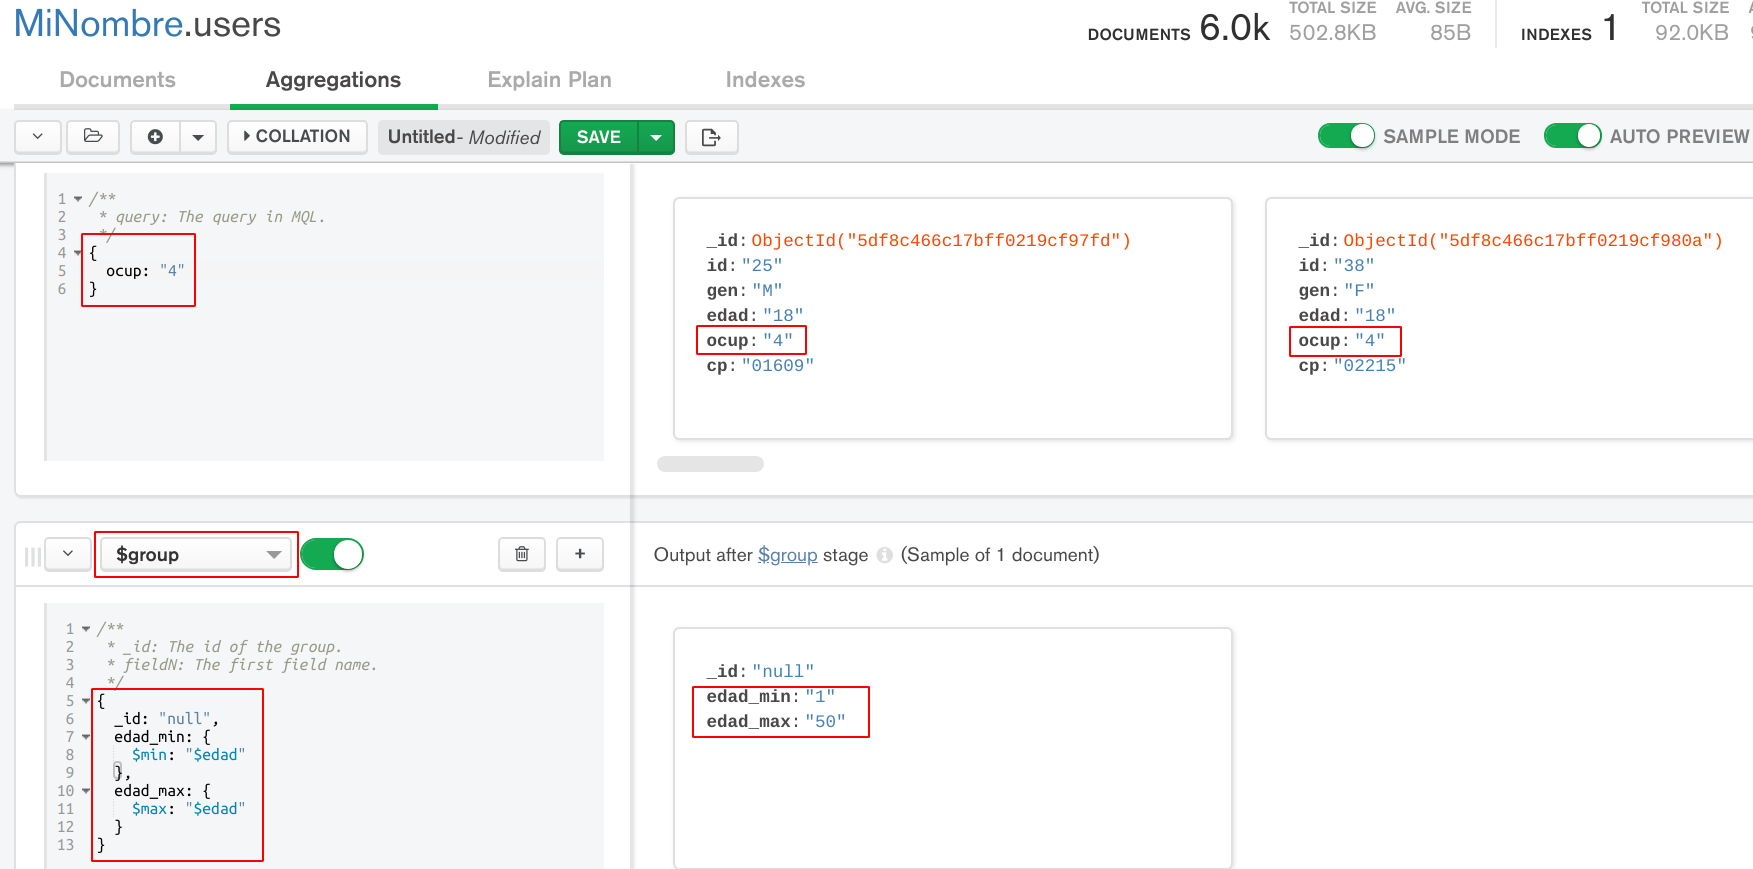 MiNombre.users
DOCUMENTS 6.0k TOTAL SIZE 502.8KB AVG. SIZE 85B INDEXES 1 TOTAL SIZE 92.0KB
Documents Aggregations Explain Plan Indexes
COLLATION Untitled- Modified SAVE SAMPLE MODE AUTO PREVIEW
1 /**
2 * query: The query in MQL.
3 */
4 {
5 ocup: "4"
6 }
_id: ObjectId("5df8c466c17bff0219cf97fd")
id: "25"
gen: "M"
edad: "18"
ocup: "4"
cp: "01609"
_id: ObjectId("5df8c466c17bff0219cf980a")
id: "38"
gen: "F"
edad: "18"
ocup: "4"
cp: "02215"
$group
Output after $group stage (Sample of 1 document)
1 /**
2 * _id: The id of the group.
3 * fieldN: The first field name.
4 */
5 {
6 _id: "null",
7 edad_min: {
8 $min: "$edad"
9 },
10 edad_max: {
11 $max: "$edad"
12 }
13 }
_id: "null"
edad_min: "1"
edad_max: "50"